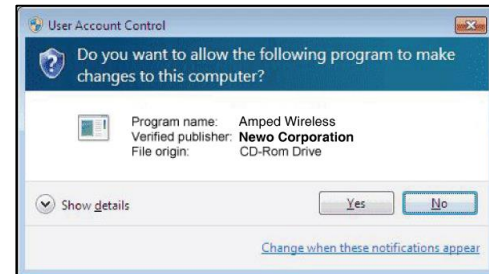 User Account Control
Do you want to allow the following program to make
changes to this computer?
Program name: Amped Wireless
Verified publisher: Newo Corporation
File origin: CD-Rom Drive
Show details
Yes
No
Change when these notifications appear